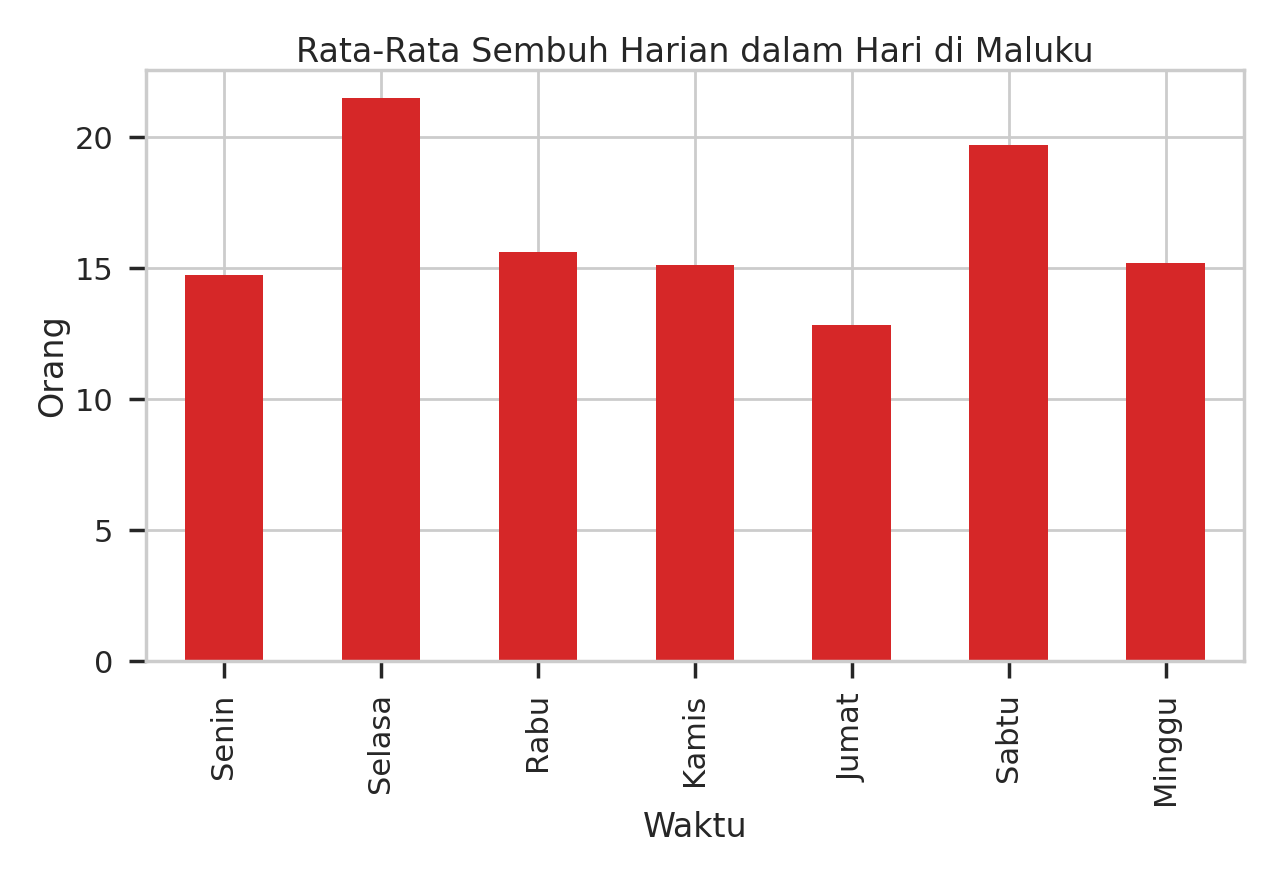 Rata-Rata Sembuh Harian dalam Hari di Maluku
Orang
20
15
10
5
0
Senin
Selasa
Rabu
Kamis
Jumat
Sabtu
Minggu
Waktu